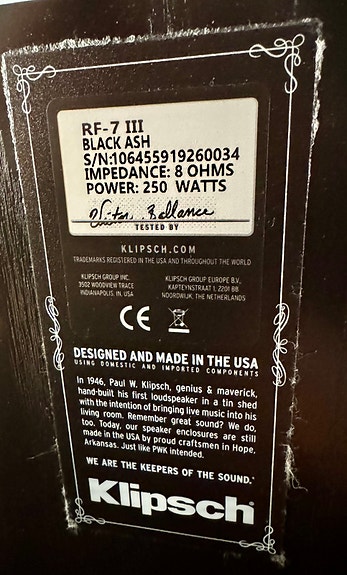 RF-7 III
BLACK ASH
S/N:106455919260034
IMPEDANCE: 8 OHMS
POWER: 250 WATTS
Victor Ballance
TESTED BY
KLIPSCH.COM
TRADEMARKS REGISTERED IN THE USA AND THROUGHOUT THE WORLD
KLIPSCH GROUP INC.
3502 WOODVIEW TRACE
INDIANAPOLIS, IN, USA
KLIPSCH GROUP EUROPE B.V.
KAPTEYNSTRAAT 1, 2201 BB
NOORDWIJK, THE NETHERLANDS
CE
DESIGNED AND MADE IN THE USA
USING DOMESTIC AND IMPORTED COMPONENTS
In 1946, Paul W. Klipsch, genius & maverick,
hand-built his first loudspeaker in a tin shed
with the intention of bringing live music into his
living room. Remember great sound? We do,
too. Today, our speaker enclosures are still
made in the USA by proud craftsmen in Hope,
Arkansas. Just like PWK intended.
WE ARE THE KEEPERS OF THE SOUND.®
Klipsch®